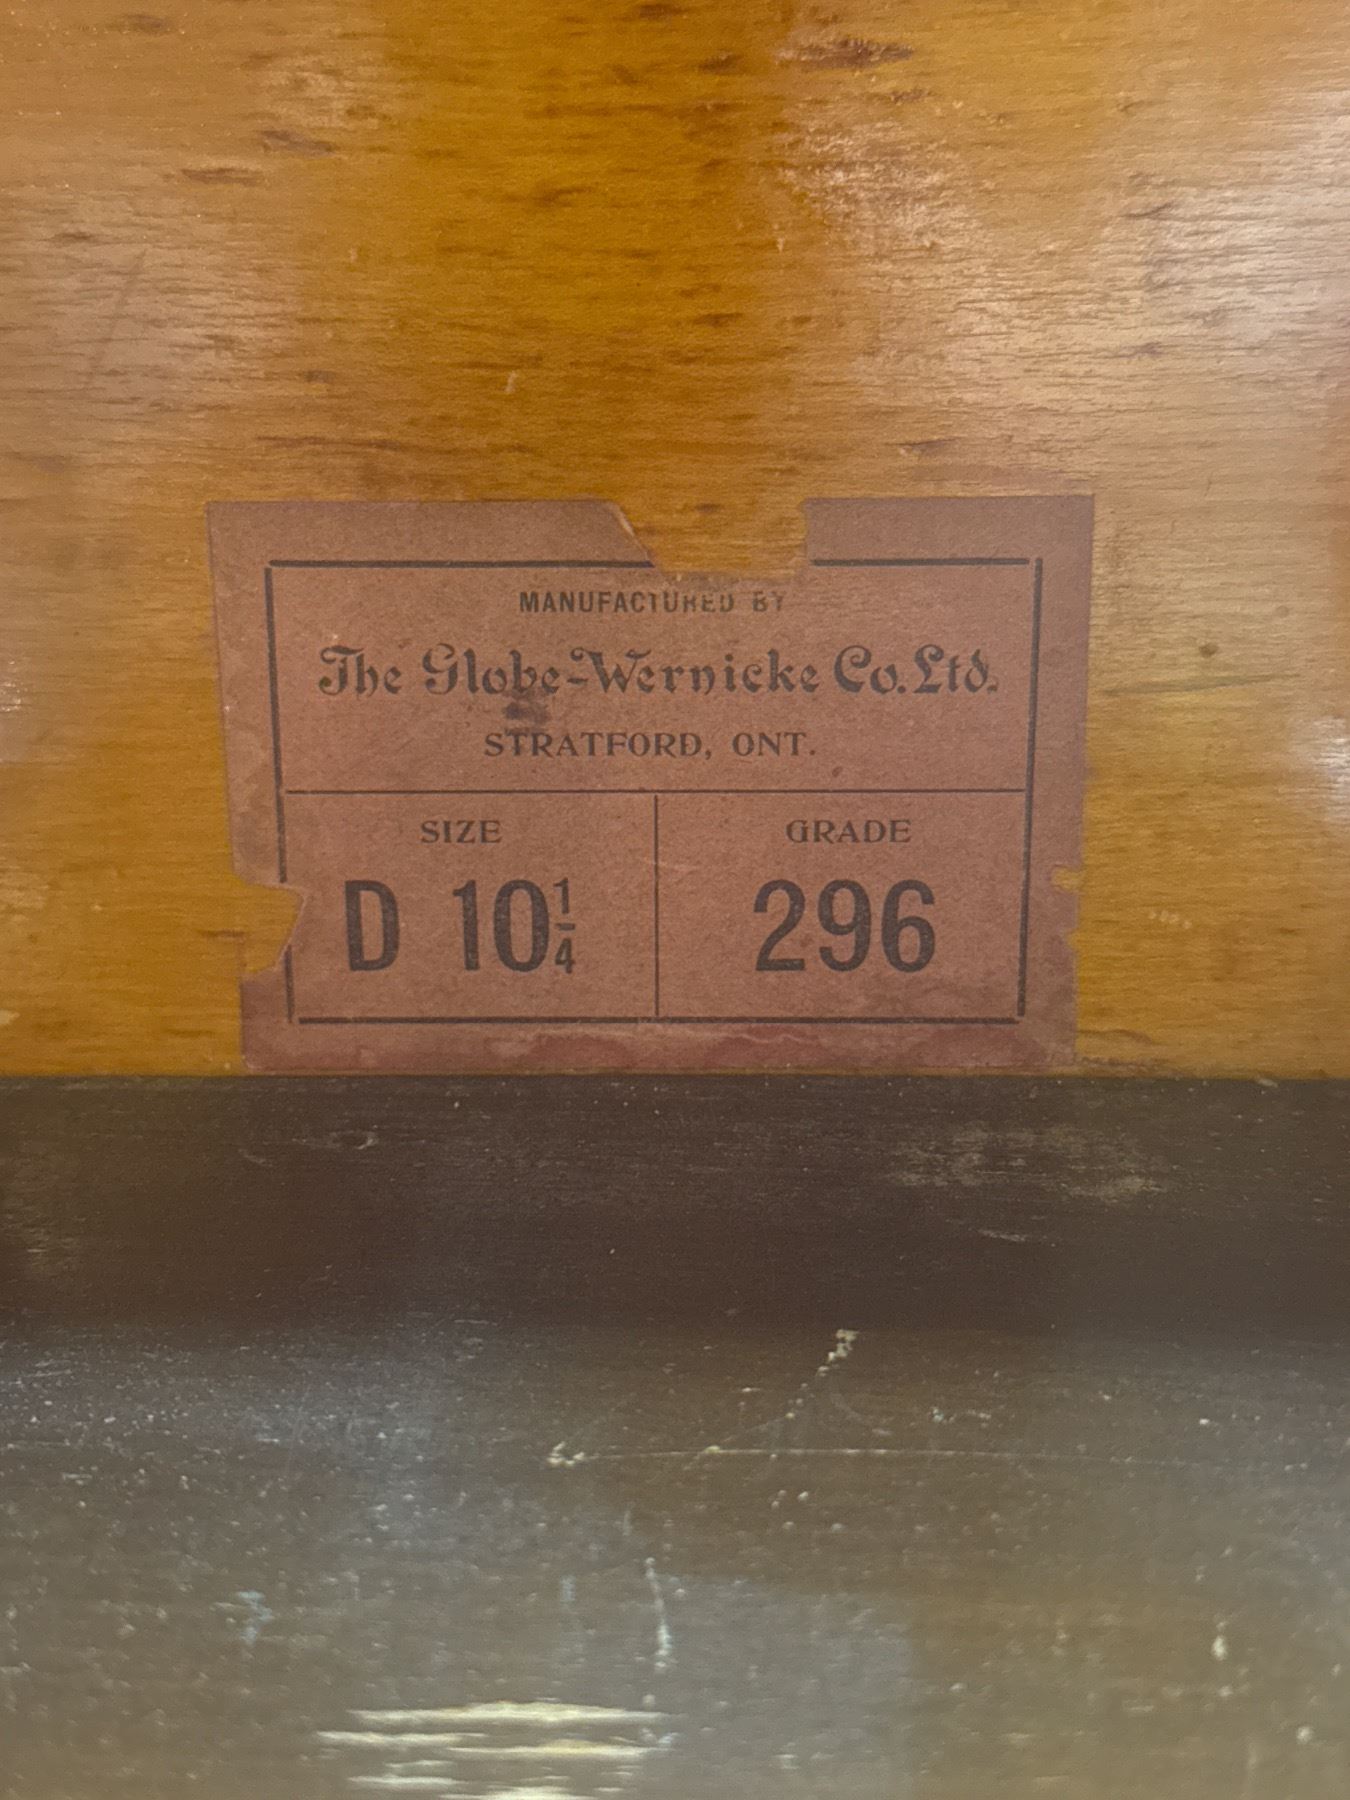 MANUFACTURED BY
The Globe-Wernicke Co. Ltd.
STRATFORD, ONT.
SIZE GRADE
D 10¼ 296